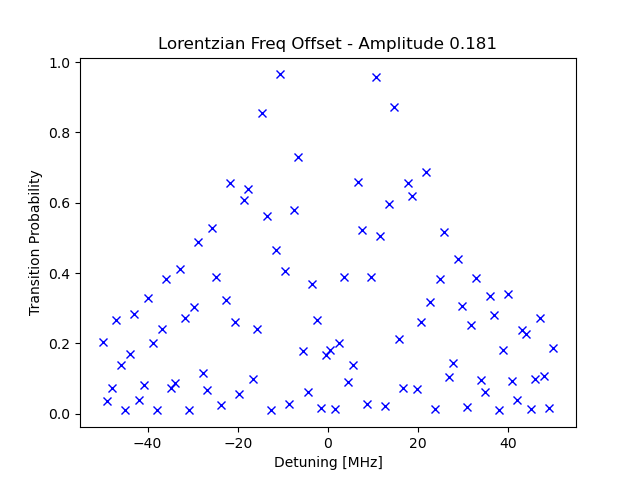 Lorentzian Freq Offset - Amplitude 0.181
1.0
0.8
0.6
0.4
0.2
0.0
Transition Probability
−40 −20 0 20 40
Detuning [MHz]